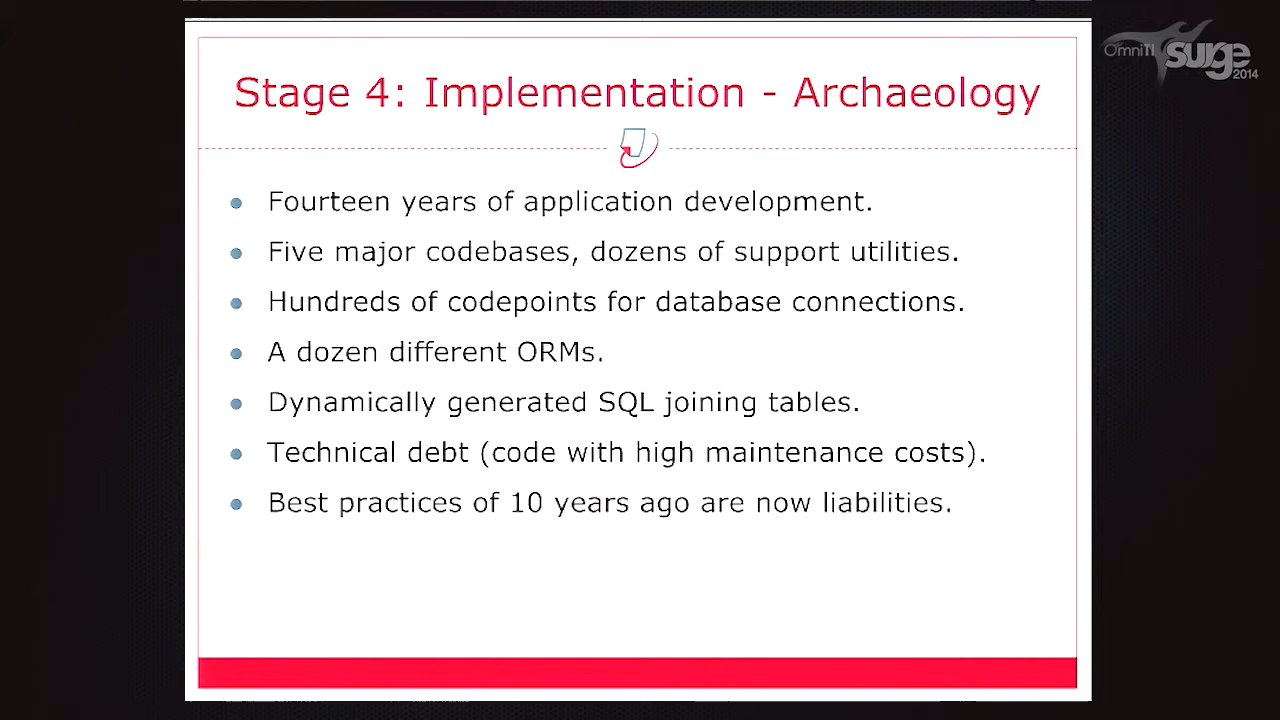 OmniTI surge 2014
Stage 4: Implementation - Archaeology
Fourteen years of application development.
Five major codebases, dozens of support utilities.
Hundreds of codepoints for database connections.
A dozen different ORMs.
Dynamically generated SQL joining tables.
Technical debt (code with high maintenance costs).
Best practices of 10 years ago are now liabilities.